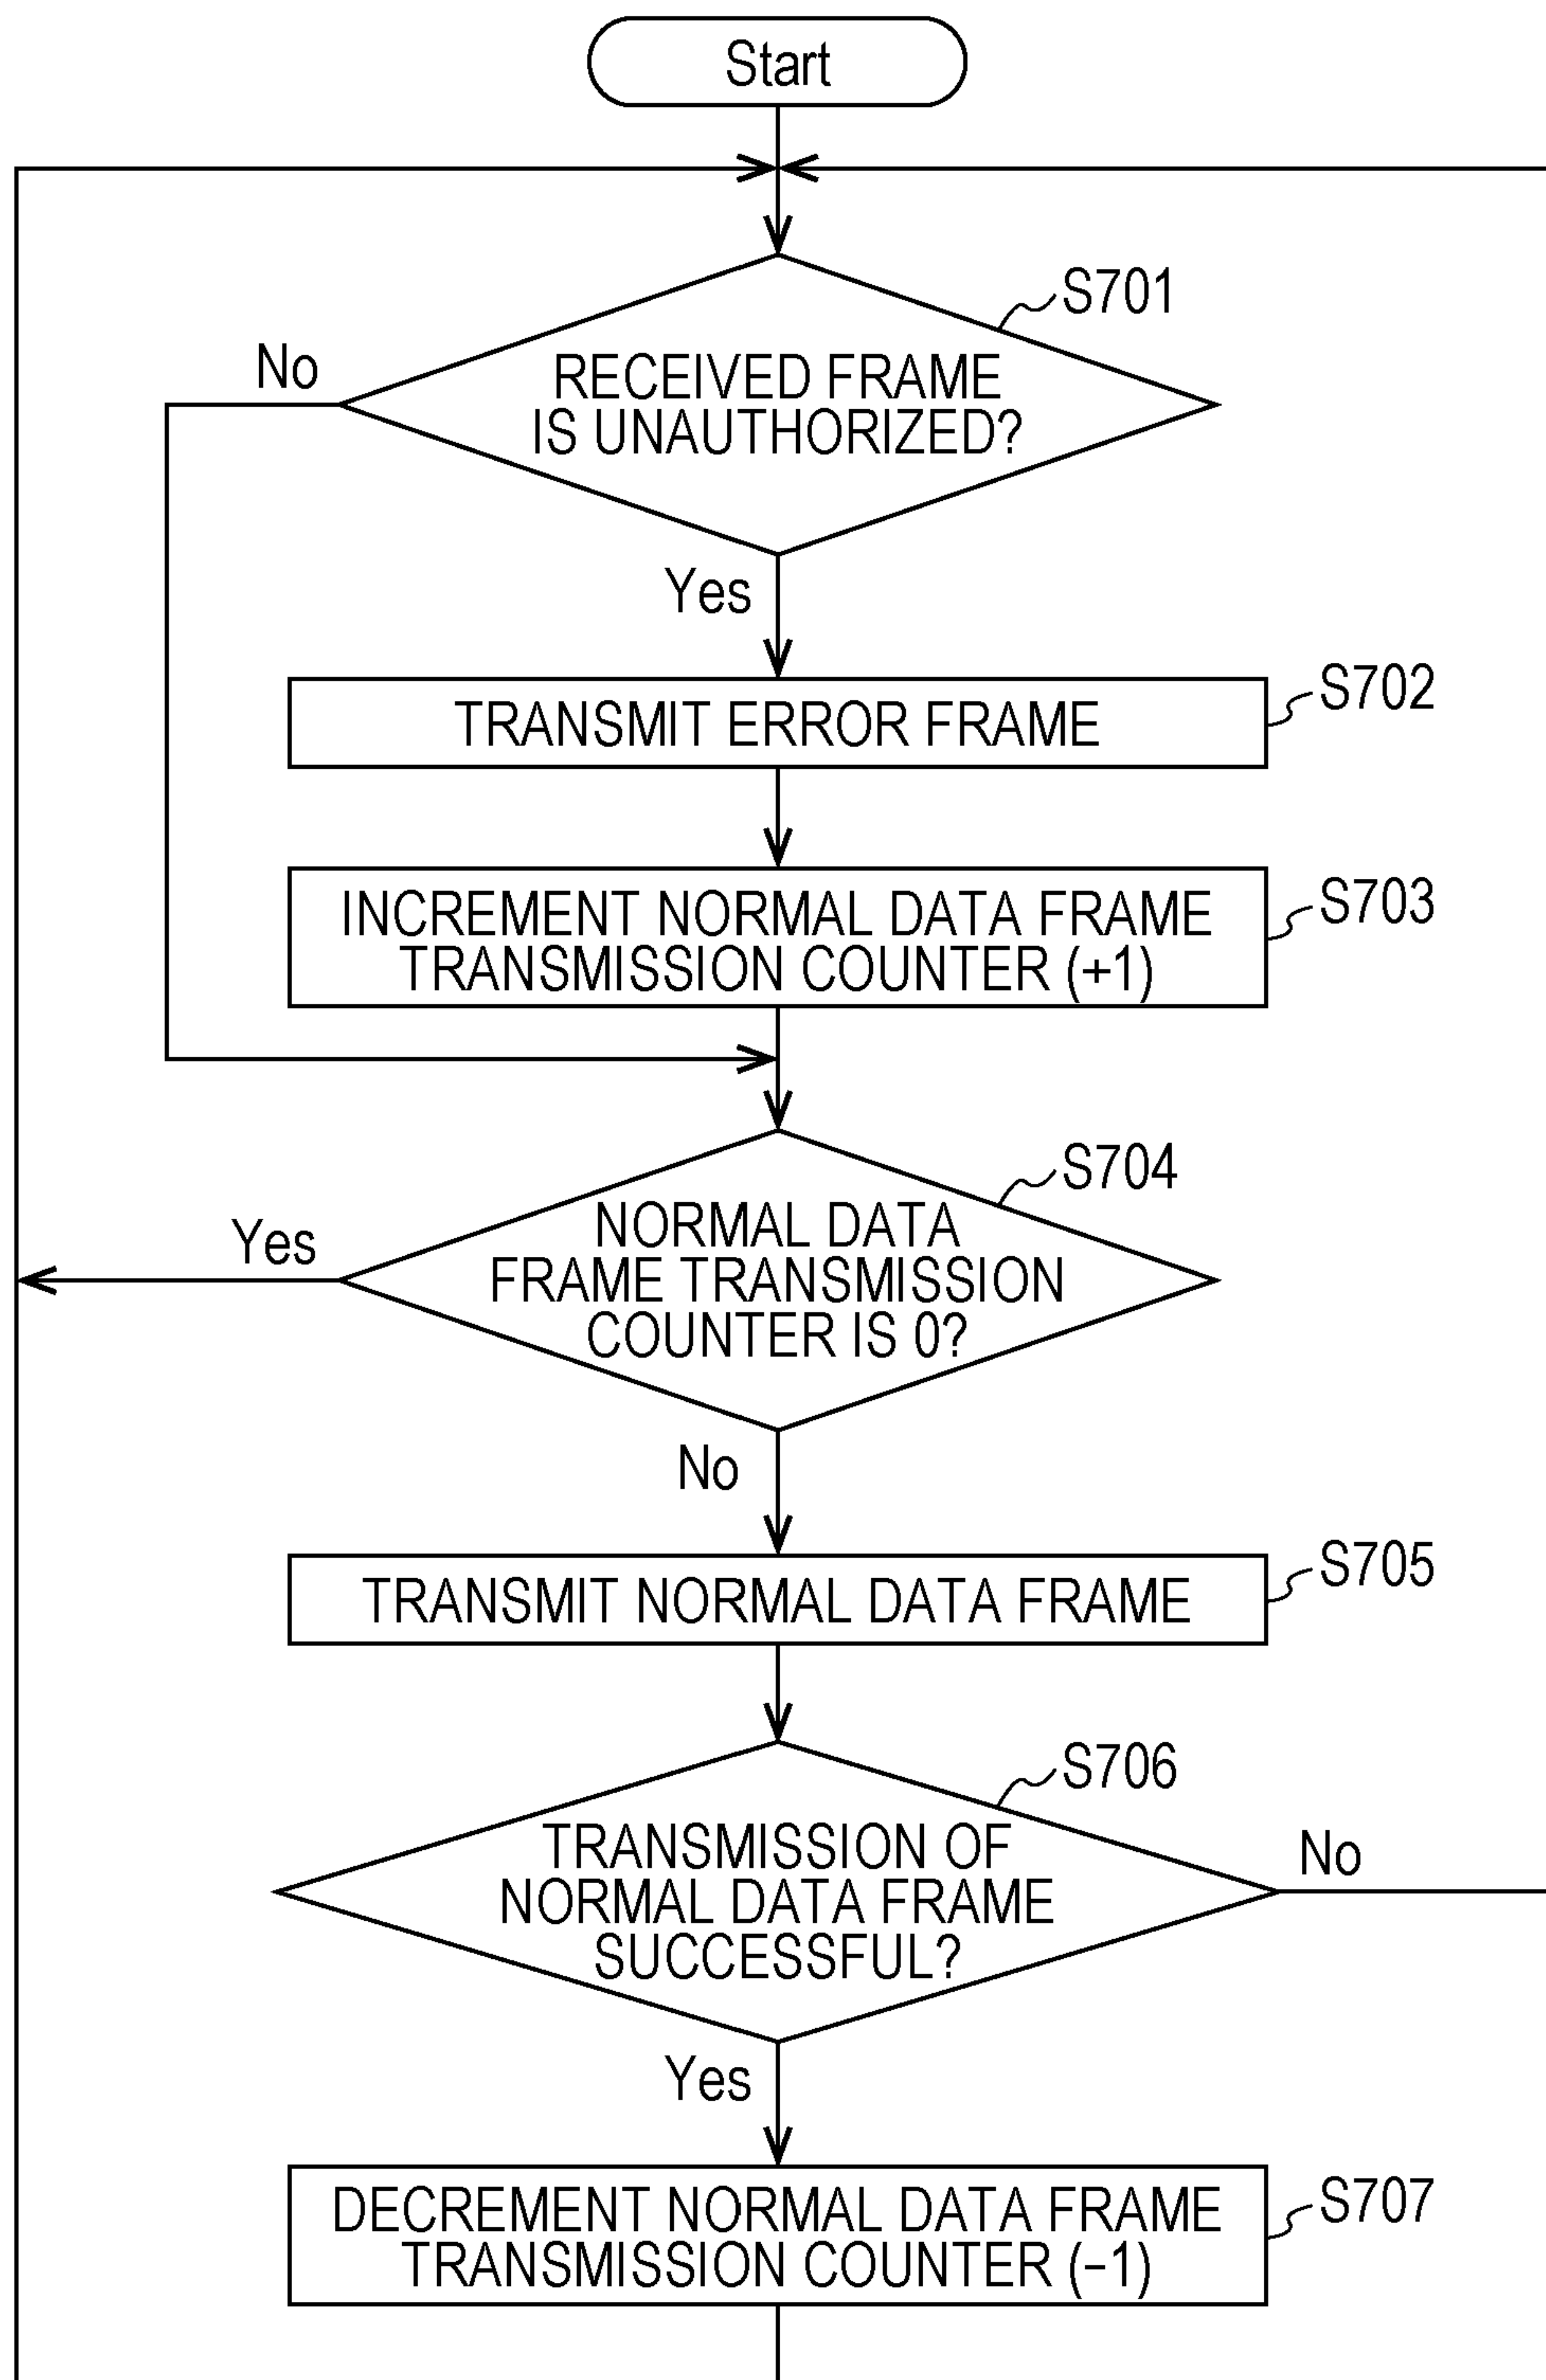 Start
S701
No
RECEIVED FRAME
IS UNAUTHORIZED?
Yes
S702
TRANSMIT ERROR FRAME
S703
INCREMENT NORMAL DATA FRAME
TRANSMISSION COUNTER (+1)
S704
Yes
NORMAL DATA
FRAME TRANSMISSION
COUNTER IS 0?
No
S705
TRANSMIT NORMAL DATA FRAME
S706
TRANSMISSION OF
NORMAL DATA FRAME
SUCCESSFUL?
No
Yes
S707
DECREMENT NORMAL DATA FRAME
TRANSMISSION COUNTER (−1)